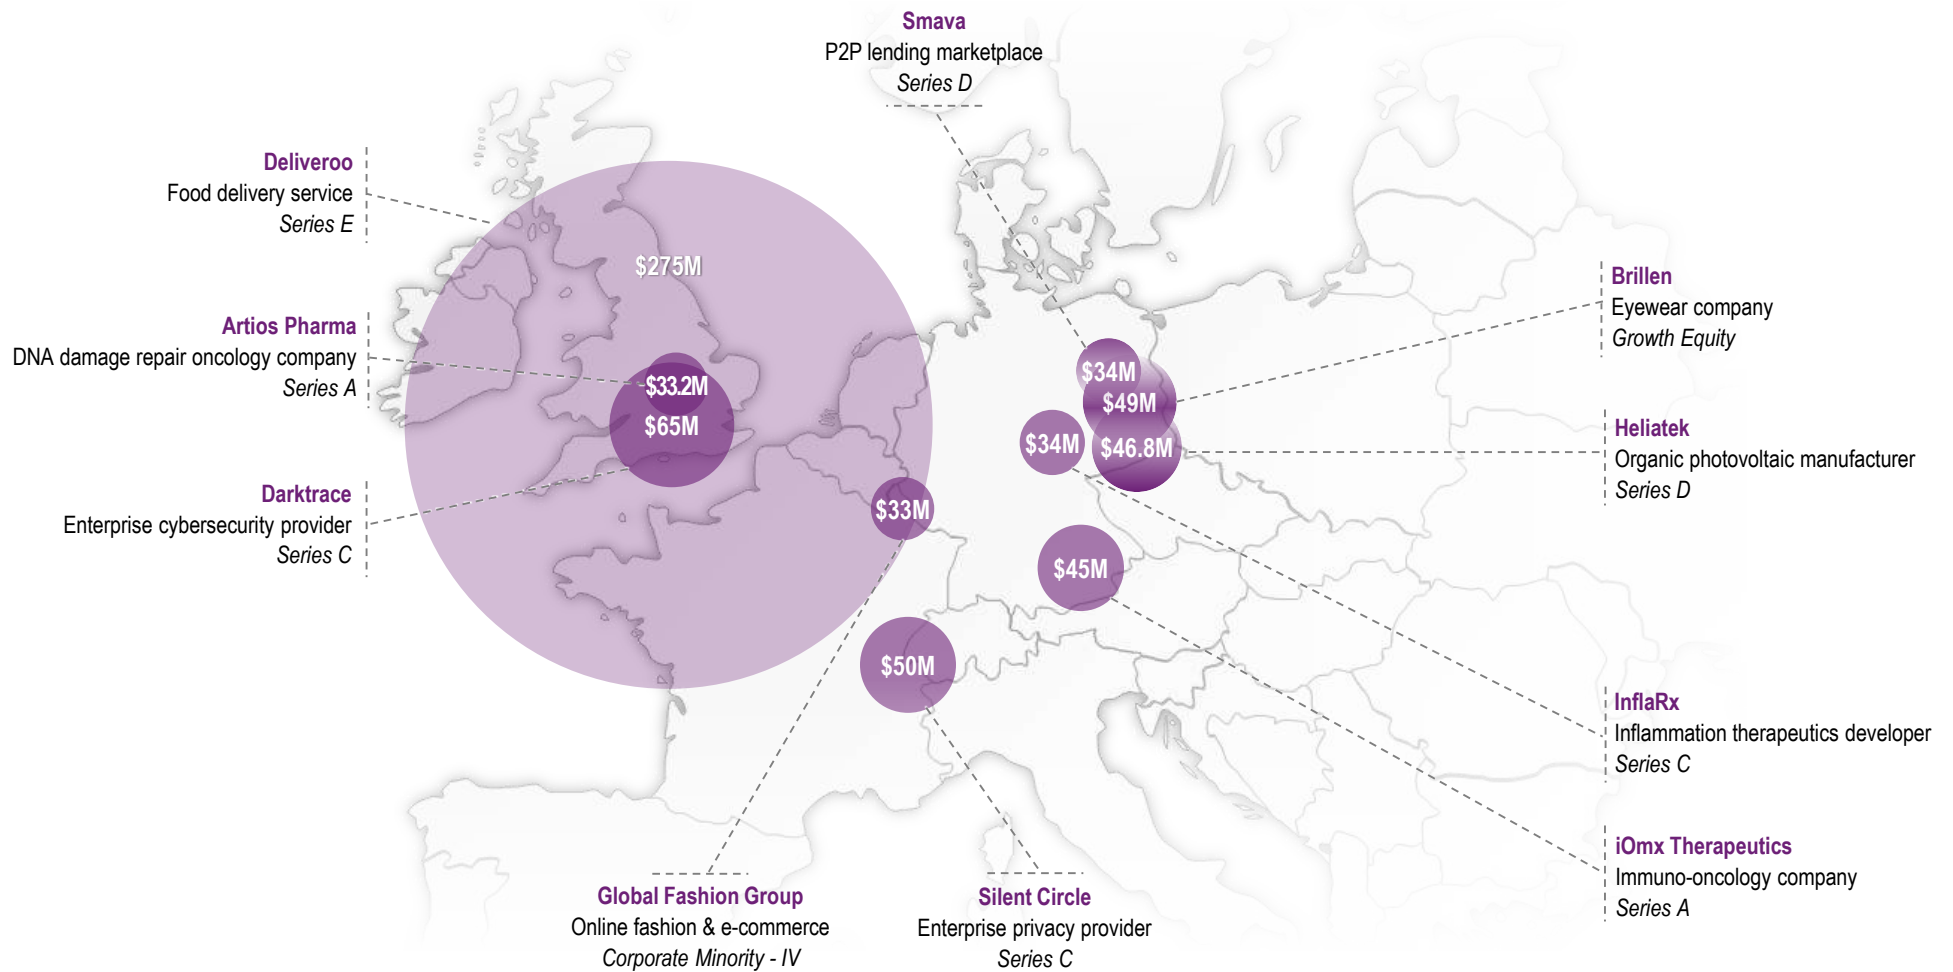 Smava
P2P lending marketplace
Series D
Deliveroo
Food delivery service
Series E
$275M
Brillen
Eyewear company
Growth Equity
Artios Pharma
DNA damage repair oncology company
Series A
$33.2M
$65M
$34M
$49M
$34M
$46.8M
Heliatek
Organic photovoltaic manufacturer
Series D
Darktrace
Enterprise cybersecurity provider
Series C
$33M
$45M
$50M
InflaRx
Inflammation therapeutics developer
Series C
iOmx Therapeutics
Immuno-oncology company
Series A
Global Fashion Group
Online fashion & e-commerce
Corporate Minority - IV
Silent Circle
Enterprise privacy provider
Series C